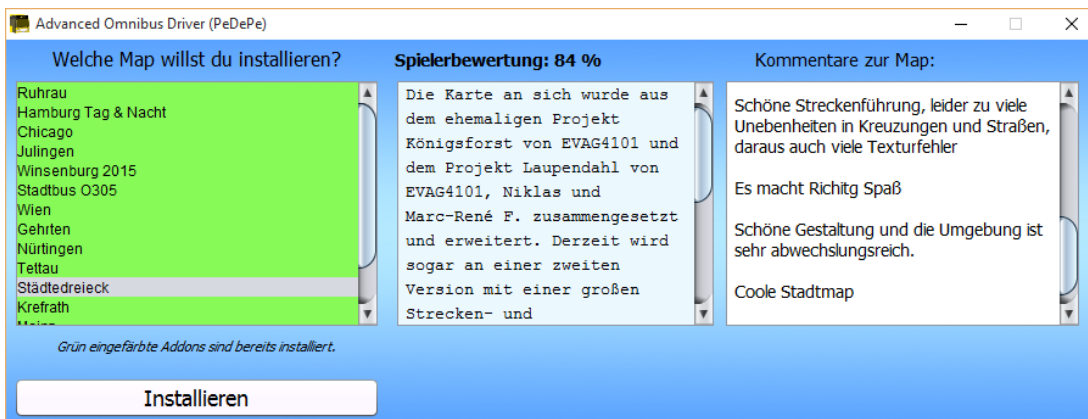 Advanced Omnibus Driver (PeDePe)
Welche Map willst du installieren?
Ruhrau
Hamburg Tag & Nacht
Chicago
Julingen
Winsenburg 2015
Stadtbus O305
Wien
Gehrten
Nürtingen
Tettau
Städtedreieck
Krefrath
Grün eingefärbte Addons sind bereits installiert.
Installieren
Spielerbewertung: 84 %
Die Karte an sich wurde aus
dem ehemaligen Projekt
Königsforst von EVAG4101 und
dem Projekt Laupendahl von
EVAG4101, Niklas und
Marc-René F. zusammengesetzt
und erweitert. Derzeit wird
sogar an einer zweiten
Version mit einer großen
Strecken- und
Kommentare zur Map:
Schöne Streckenführung, leider zu viele
Unebenheiten in Kreuzungen und Straßen,
daraus auch viele Texturfehler
Es macht Richitg Spaß
Schöne Gestaltung und die Umgebung ist
sehr abwechslungsreich.
Coole Stadtmap